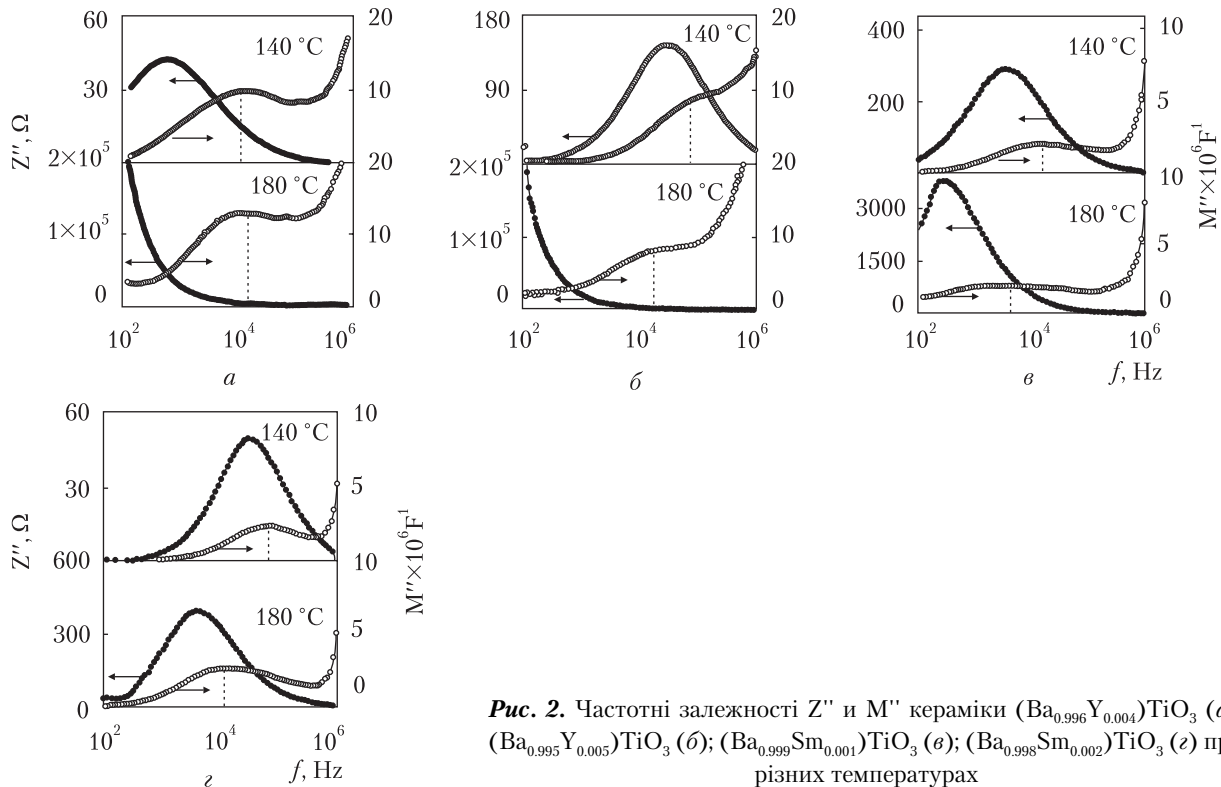 60
30
2×10⁵
1×10⁵
0
Z'', Ω
140 °C
180 °C
20
10
20
10
0
10² 10⁴ 10⁶
а
180
90
2×10⁵
1×10⁵
0
140 °C
180 °C
20
10
20
10
0
10² 10⁴ 10⁶
б
400
200
3000
1500
0
140 °C
180 °C
10
5
10
5
0
M''×10⁶F¹
10² 10⁴ 10⁶
в f, Hz
60
30
600
300
0
Z'', Ω
140 °C
180 °C
10
5
10
5
0
M''×10⁶F¹
10² 10⁴ 10⁶
г f, Hz
Рис. 2. Частотні залежності Z'' и M'' кераміки (Ba₀.₉₉₆Y₀.₀₀₄)TiO₃ (
(Ba₀.₉₉₅Y₀.₀₀₅)TiO₃ (б); (Ba₀.₉₉₉Sm₀.₀₀₁)TiO₃ (в); (Ba₀.₉₉₈Sm₀.₀₀₂)TiO₃ (г)
різних температурах